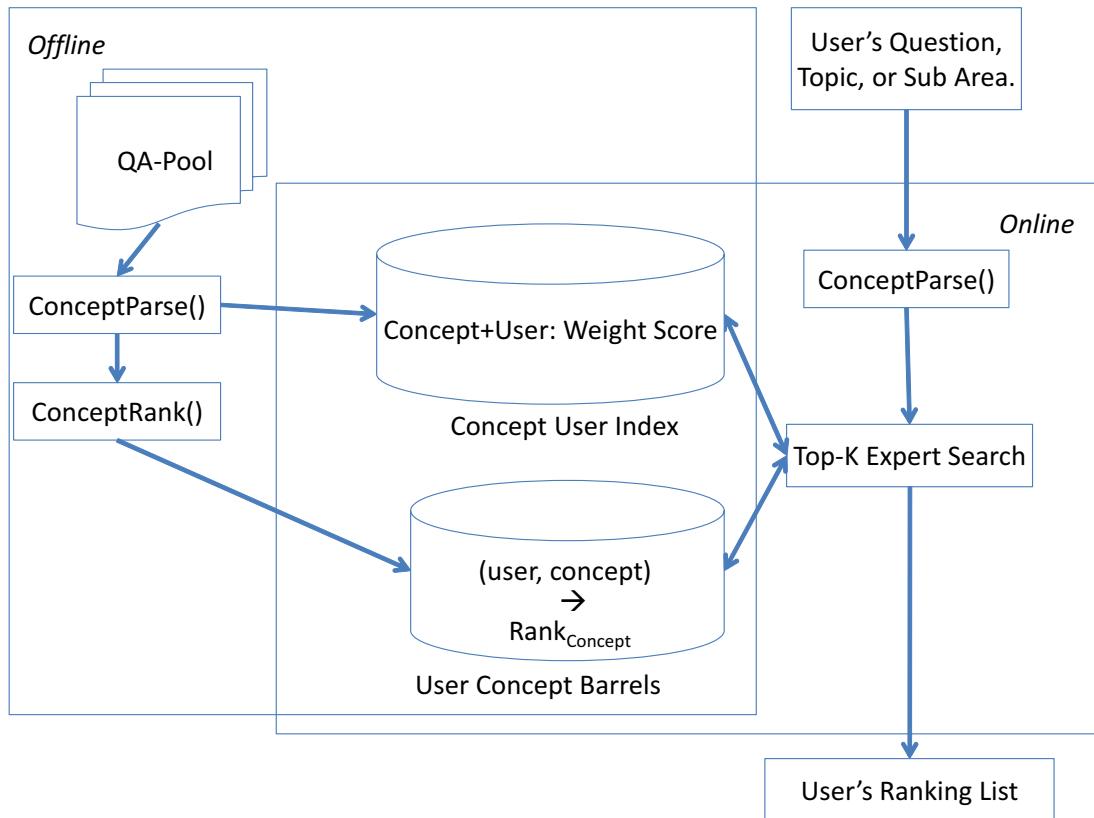 Offline
User’s Question,
Topic, or Sub Area.
QA-Pool
Online
ConceptParse()
ConceptParse()
Concept+User: Weight Score
ConceptRank()
Concept User Index
Top-K Expert Search
(user, concept)
→
RankConcept
User Concept Barrels
User’s Ranking List